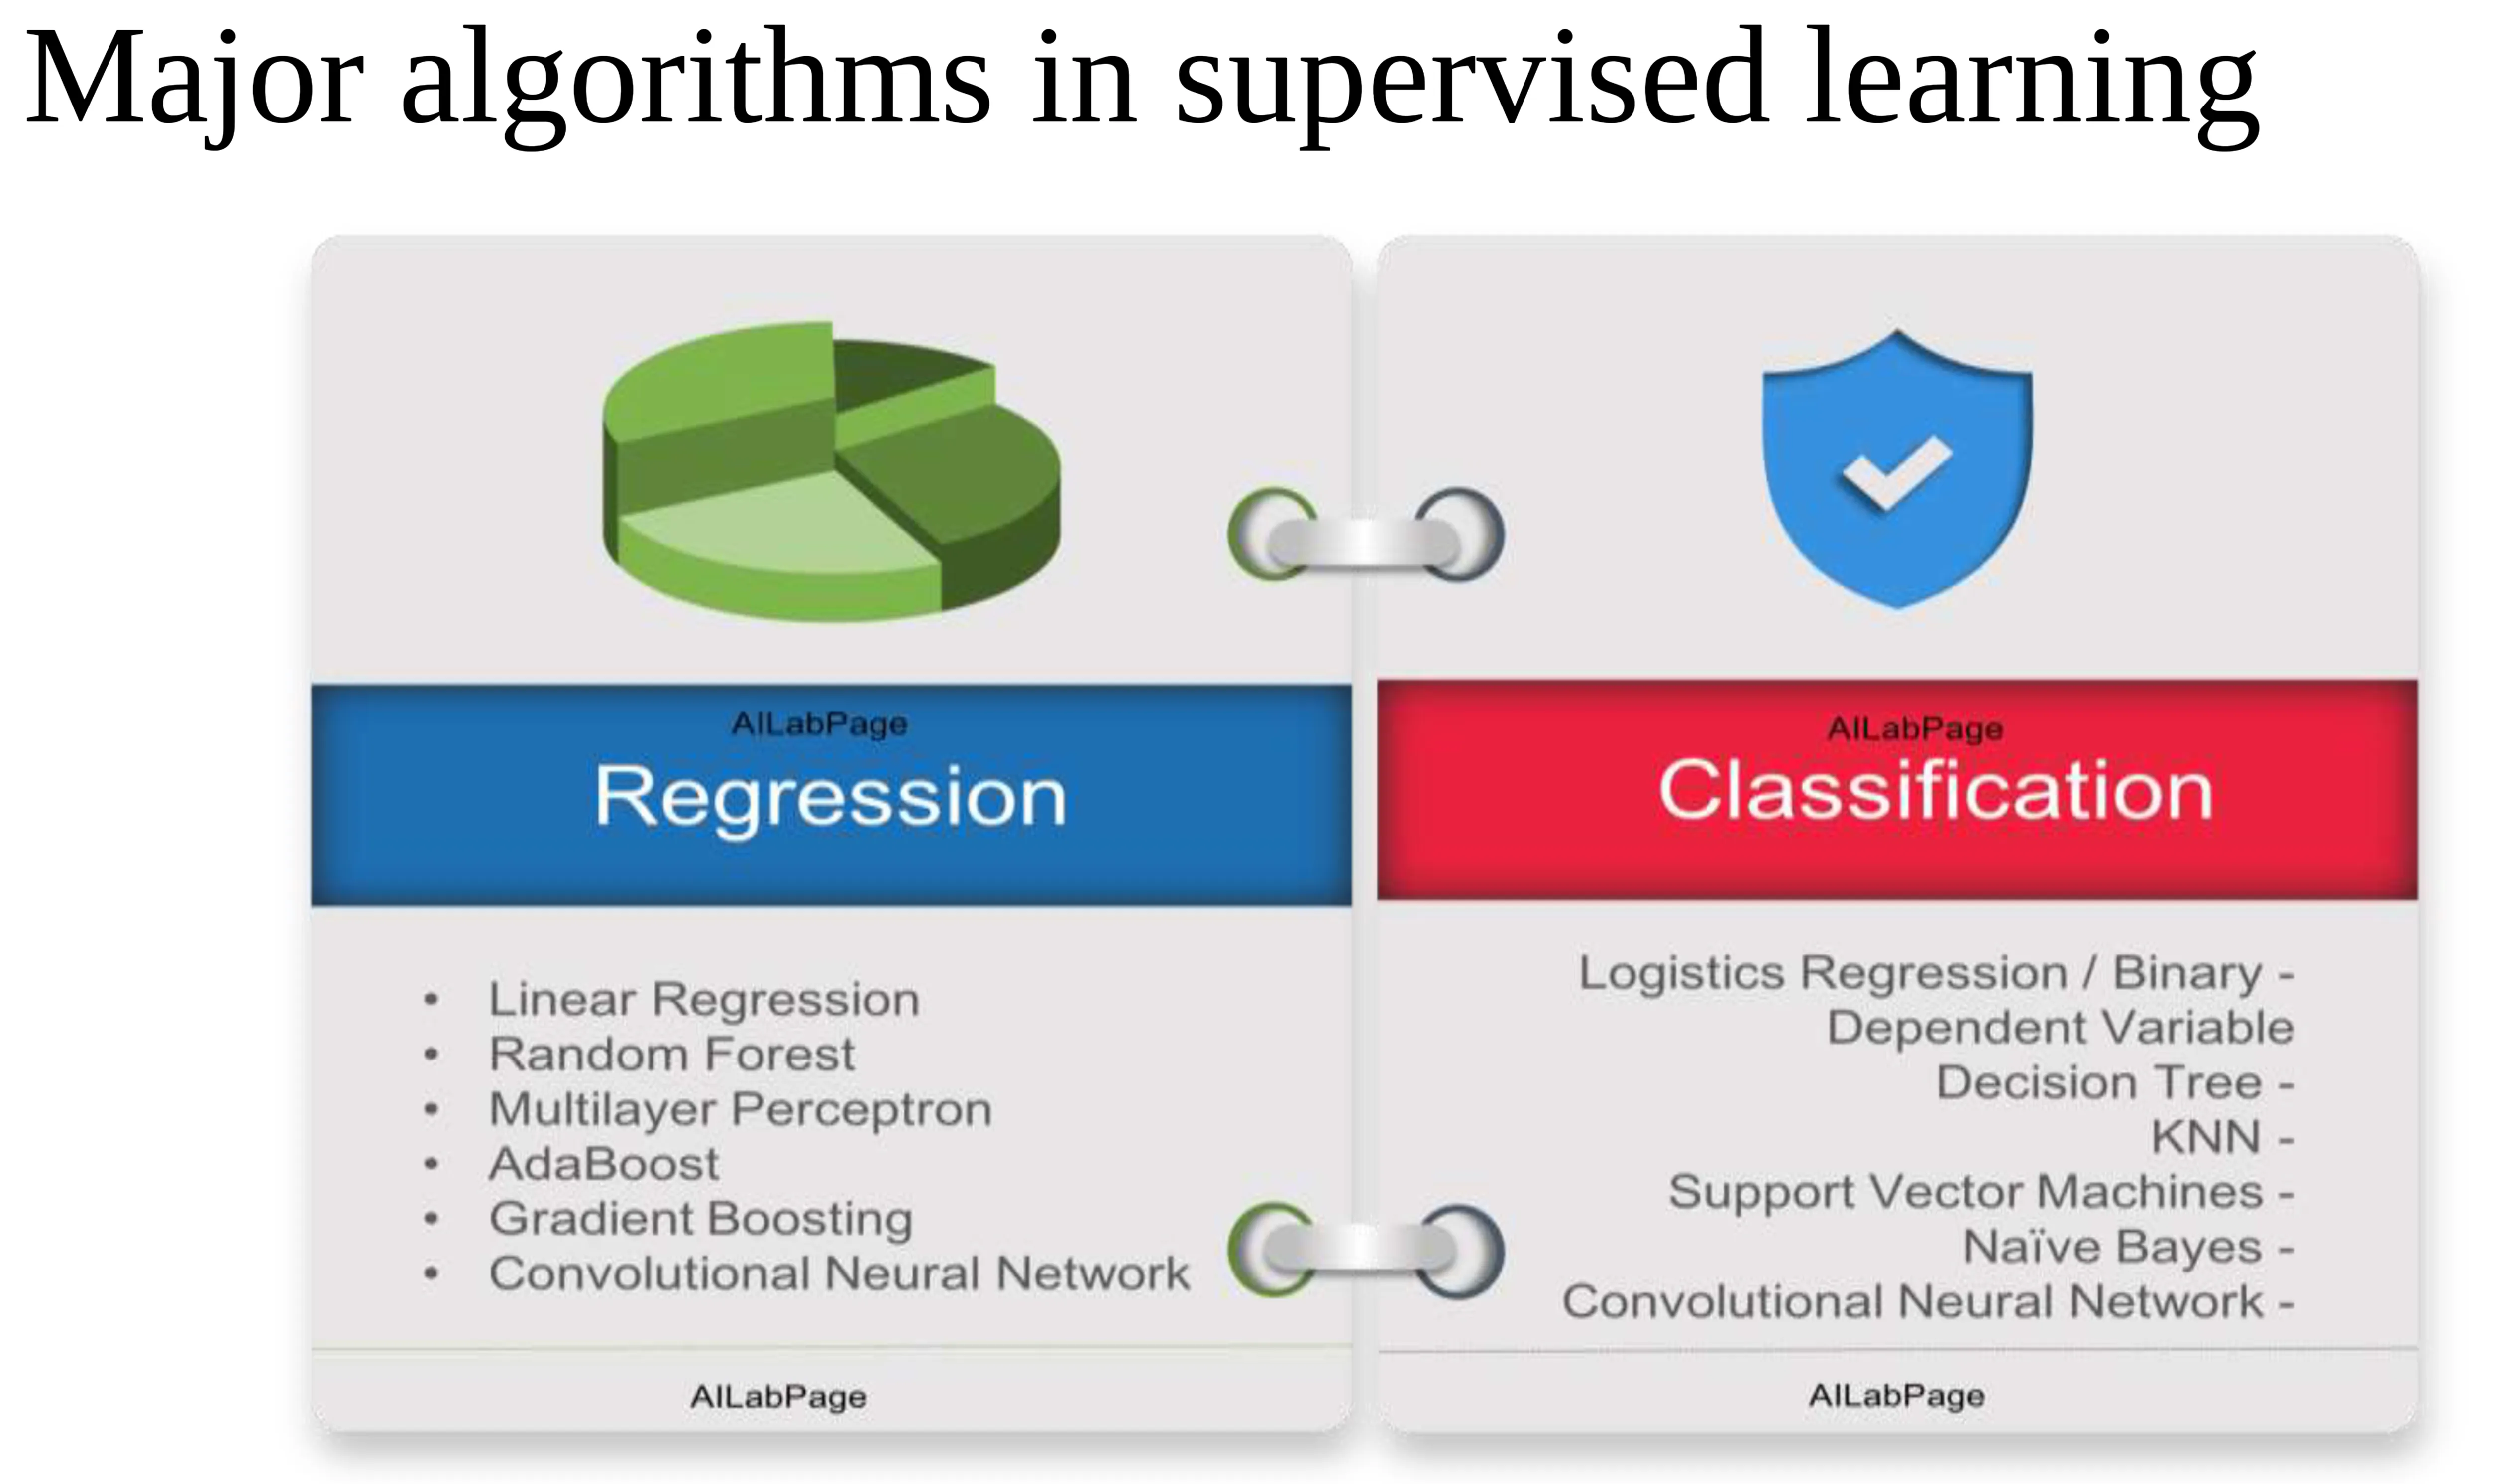 Major algorithms in supervised learning
AILabPage
Regression
• Linear Regression
• Random Forest
• Multilayer Perceptron
• AdaBoost
• Gradient Boosting
• Convolutional Neural Network
AILabPage
AILabPage
Classification
Logistics Regression / Binary -
Dependent Variable
Decision Tree -
KNN -
Support Vector Machines -
Naïve Bayes -
Convolutional Neural Network -
AILabPage